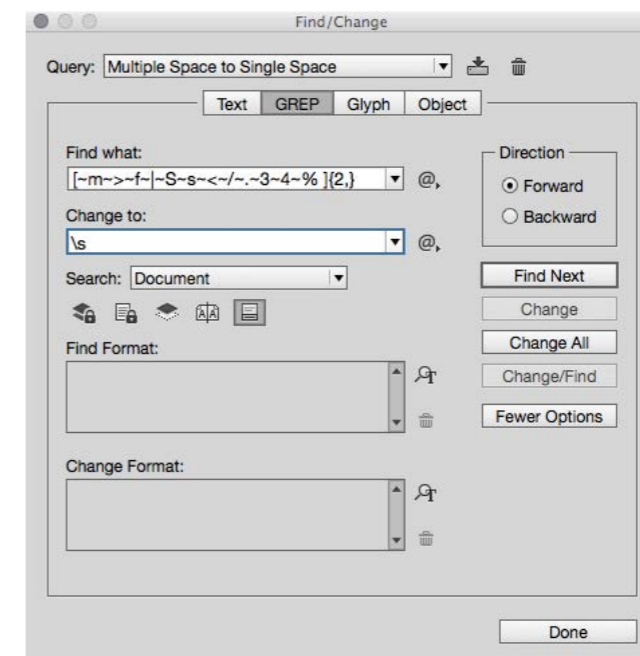 Find/Change
Query: Multiple Space to Single Space
Text GREP Glyph Object
Find what:
[~m~>~f~|~S~s~<~/~.~3~4~% ]{2,}
@,
Change to:
\s
@,
Search: Document
Find Format:
Change Format:
Direction
Forward
Backward
Find Next
Change
Change All
Change/Find
Fewer Options
Done